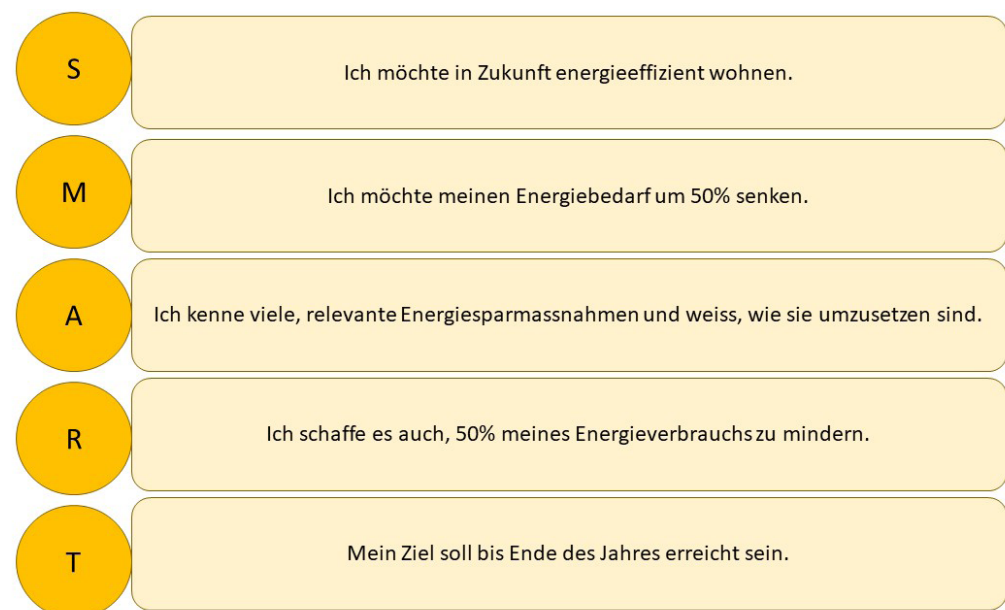 S
Ich möchte in Zukunft energieeffizient wohnen.
M
Ich möchte meinen Energiebedarf um 50% senken.
A
Ich kenne viele, relevante Energiesparmassnahmen und weiss, wie sie umzusetzen sind.
R
Ich schaffe es auch, 50% meines Energieverbrauchs zu mindern.
T
Mein Ziel soll bis Ende des Jahres erreicht sein.